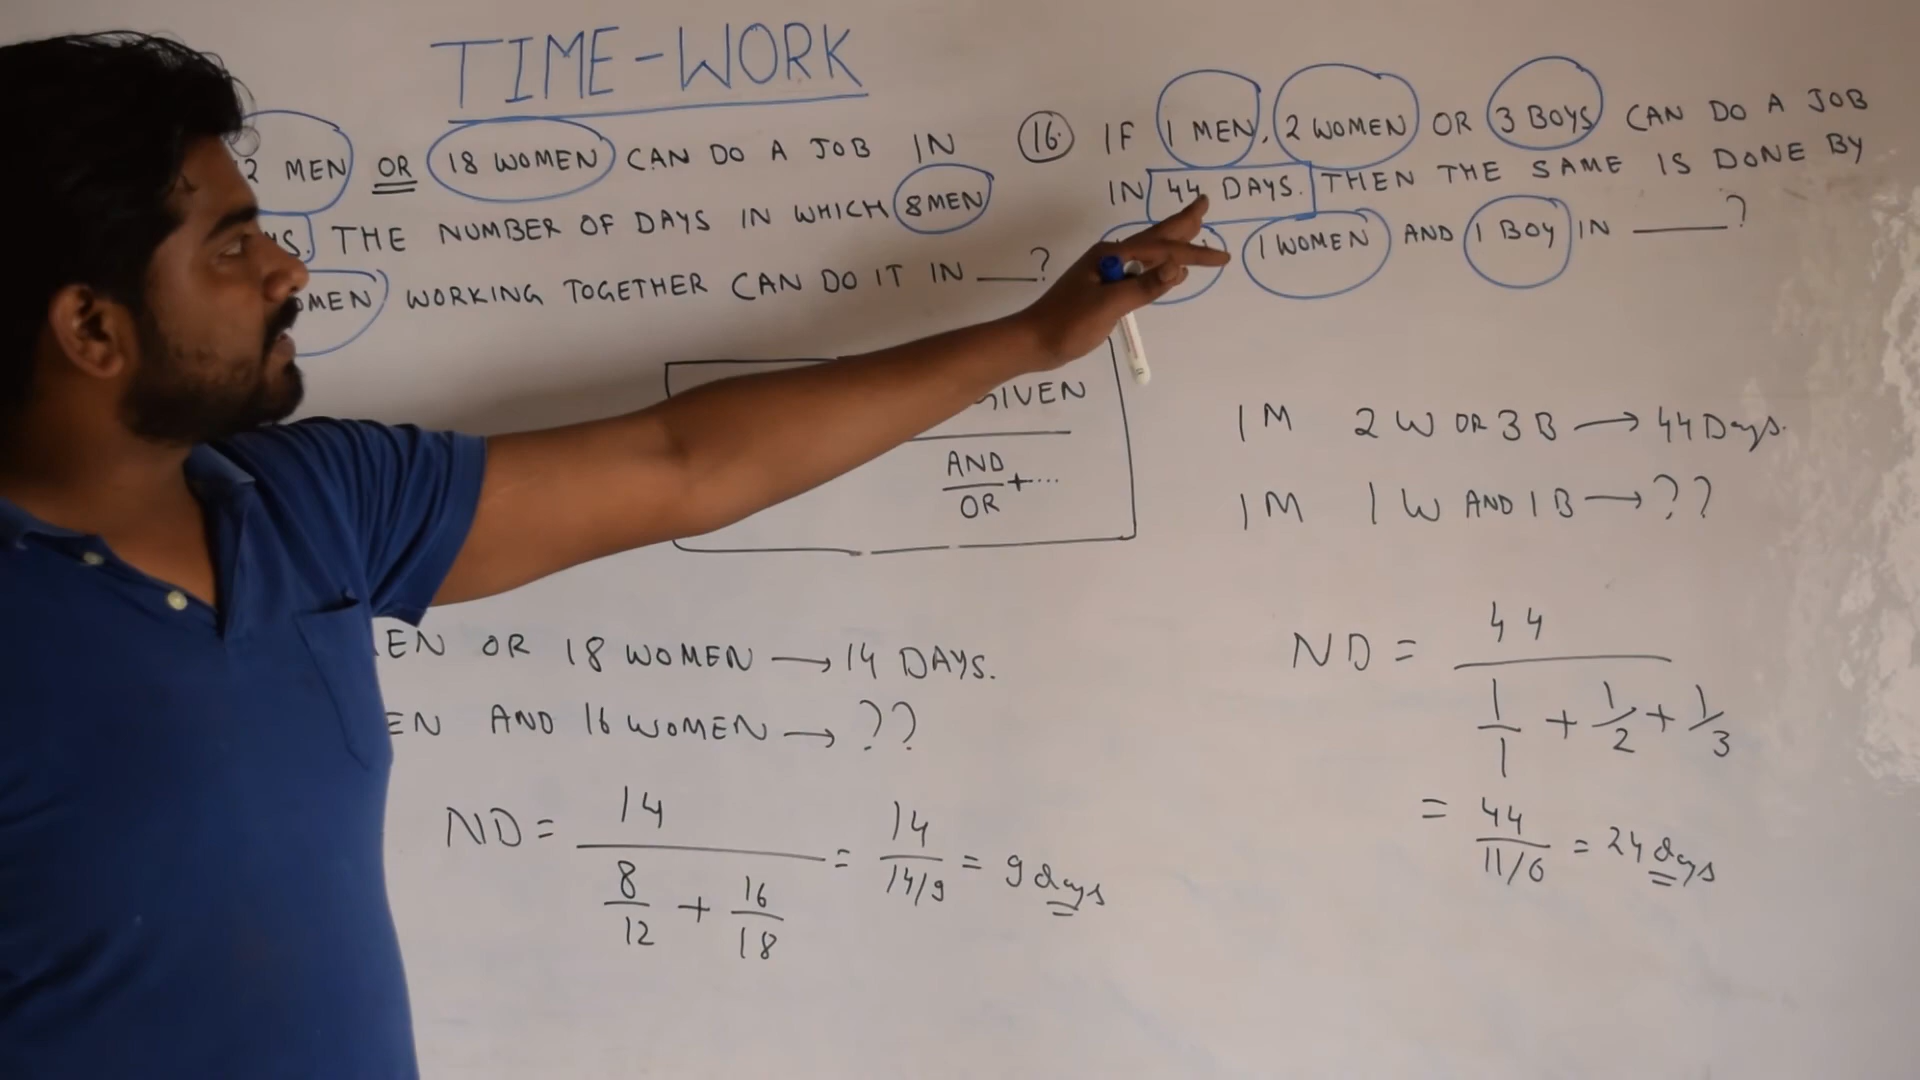 TIME-WORK
2 MEN OR 18 WOMEN CAN DO A JOB IN
THE NUMBER OF DAYS IN WHICH 8MEN
WORKING TOGETHER CAN DO IT IN ___?
16. IF 1 MEN, 2 WOMEN OR 3 BOYS CAN DO A JOB
IN 44 DAYS. THEN THE SAME IS DONE BY
1 WOMEN AND 1 BOY IN ____?
GIVEN
AND
OR
+...
EN OR 18 WOMEN → 14 DAYS.
EN AND 16 WOMEN → ??
ND = 14 / (8/12 + 16/18) = 14 / (14/9) = 9 days
1M 2W OR 3B → 44 Days.
1M 1W AND 1B → ??
ND = 44 / (1/1 + 1/2 + 1/3)
= 44 / (11/6) = 24 days